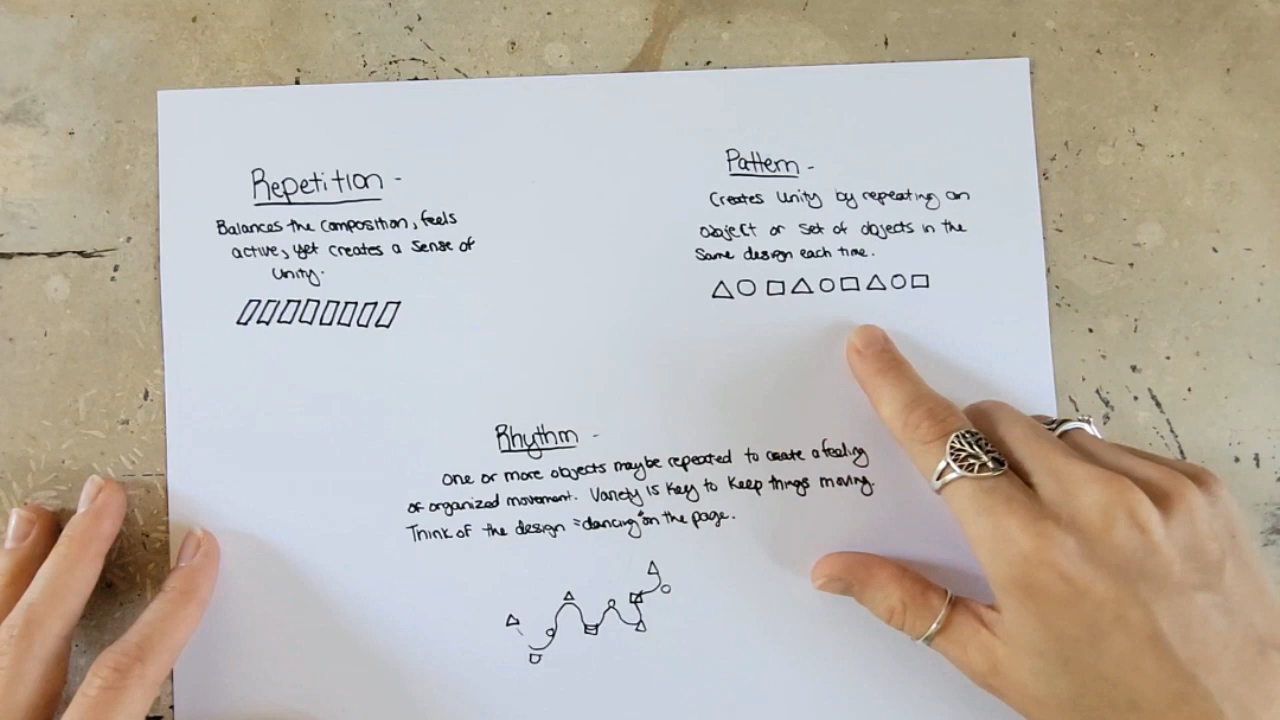 Repetition -
Balances the composition, feels
active, yet creates a sense of
unity.
Pattern -
Creates Unity by repeating an
object or set of objects in the
same design each time.
Rhythm -
One or more objects may be repeated to create a feeling
of organized movement. Variety is key to keep things moving.
Think of the design "dancing" on the page.